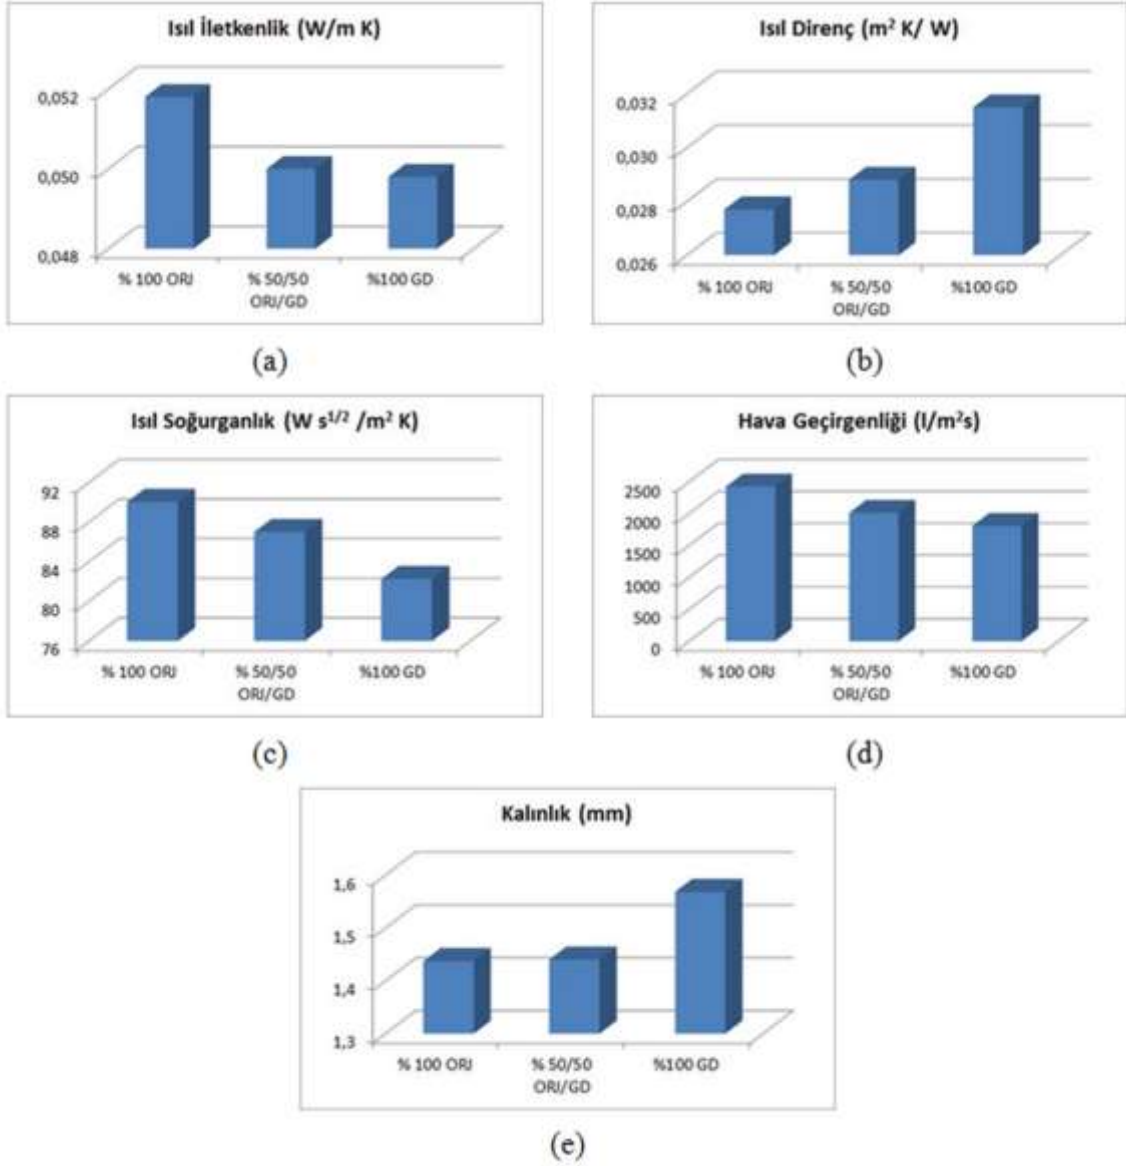 Isıl İletkenlik (W/m K)
0,052
0,050
0,048
% 100 ORJ
% 50/50
ORJ/GD
%100 GD
(a)
Isıl Direnç (m² K/ W)
0,032
0,030
0,028
0,026
% 100 ORJ
% 50/50
ORJ/GD
%100 GD
(b)
Isıl Soğurganlık (W s¹/² /m² K)
92
88
84
80
76
% 100 ORJ
% 50/50
ORJ/GD
%100 GD
(c)
Hava Geçirgenliği (l/m²s)
2500
2000
1500
1000
500
0
% 100 ORJ
% 50/50
ORJ/GD
%100 GD
(d)
Kalınlık (mm)
1,6
1,5
1,4
1,3
% 100 ORJ
% 50/50
ORJ/GD
%100 GD
(e)